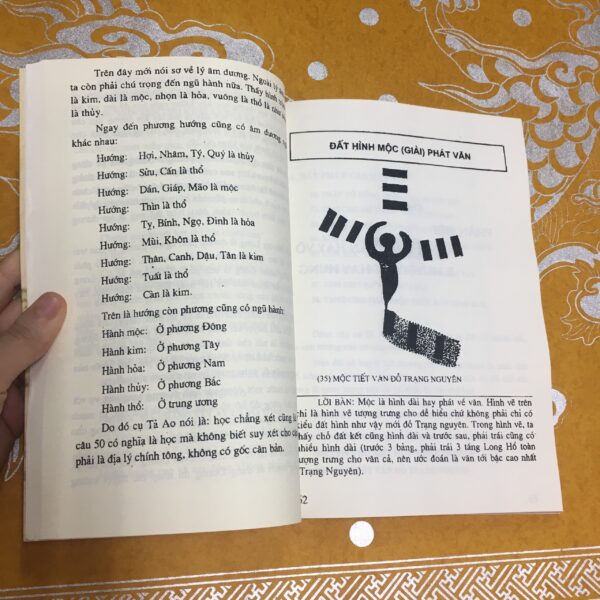 Trên đây mới nói sơ về lý âm dương. Ngoài lý âm
ta còn phải chú trọng đến ngũ hành nữa. Thấy hình
là kim, dài là mộc, nhọn là hỏa, vuông là thổ là
là thủy.
Ngay đến phương hướng cũng có âm dương,
khác nhau:
Hướng: Hợi, Nhâm, Tý, Quý là thủy
Hướng: Sửu, Cấn là thổ
Hướng: Dần, Giáp, Mão là mộc
Hướng: Thìn là thổ
Hướng: Tỵ, Bính, Ngọ, Đinh là hỏa
Hướng: Mùi, Khôn là thổ
Hướng: Thân, Canh, Dậu, Tân là kim
Hướng: Tuất là thổ
Hướng: Càn là kim.
Trên là hướng còn phương cũng có ngũ hành:
Hành mộc: Ở phương Đông
Hành kim: Ở phương Tây
Hành hỏa: Ở phương Nam
Hành thủy: Ở phương Bắc
Hành thổ: Ở trung ương
Do đó cụ Tả Ao nói là: học chẳng xét cũng
câu 50 có nghĩa là học mà không biết suy xét cho
phải là địa lý chính tông, không có gốc căn bản.
ĐẤT HÌNH MỘC (GIẢI) PHÁT VĂN
(35) MỘC TIẾT VĂN ĐỒ TRẠNG NGUYÊN
LỜI BÀN: Mộc là hình dài hay phát về văn. Hình vẽ trên
chỉ là hình vẽ tượng trưng cho dễ hiểu chứ không phải chỉ có
kiểu đất hình như vậy mới đỗ Trạng nguyên. Trong hình vẽ, ta
thấy chỗ đất kết cũng hình dài và trước sau, phải trái cũng có
nhiều hình dài (trước 3 bảng, phải trái 3 tầng Long Hổ toàn
tượng trưng cho văn cả, nên ước đoán là văn tới bậc cao nhất
Trạng Nguyên).
52